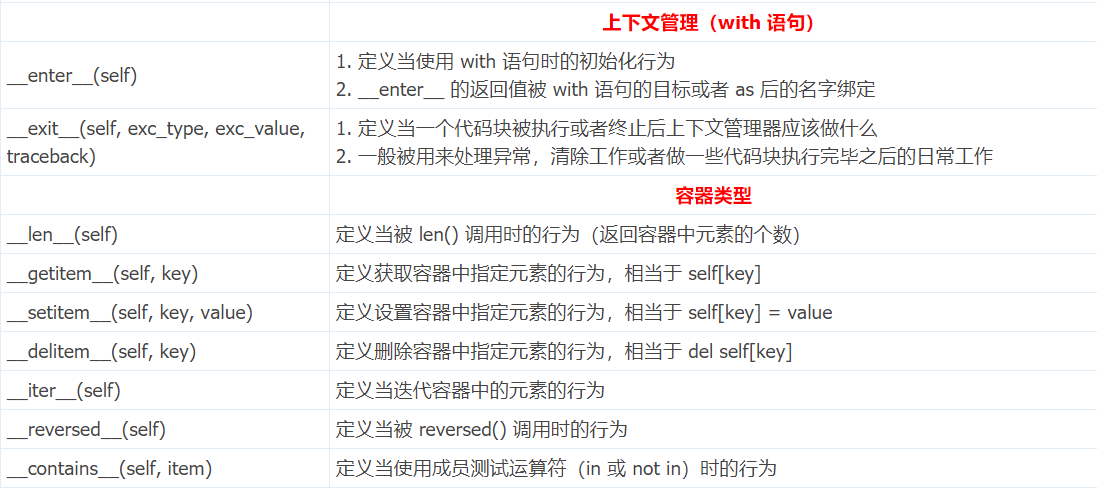 上下文管理（with 语句）
__enter__(self)
1. 定义当使用 with 语句时的初始化行为
2. __enter__ 的返回值被 with 语句的目标或者 as 后的名字绑定
__exit__(self, exc_type, exc_value,
traceback)
1. 定义当一个代码块被执行或者终止后上下文管理器应该做什么
2. 一般被用来处理异常，清除工作或者做一些代码块执行完毕之后的日常工作
容器类型
__len__(self)
定义当被 len() 调用时的行为（返回容器中元素的个数）
__getitem__(self, key)
定义获取容器中指定元素的行为，相当于 self[key]
__setitem__(self, key, value)
定义设置容器中指定元素的行为，相当于 self[key] = value
__delitem__(self, key)
定义删除容器中指定元素的行为，相当于 del self[key]
__iter__(self)
定义当迭代容器中的元素的行为
__reversed__(self)
定义当被 reversed() 调用时的行为
__contains__(self, item)
定义当使用成员测试运算符（in 或 not in）时的行为